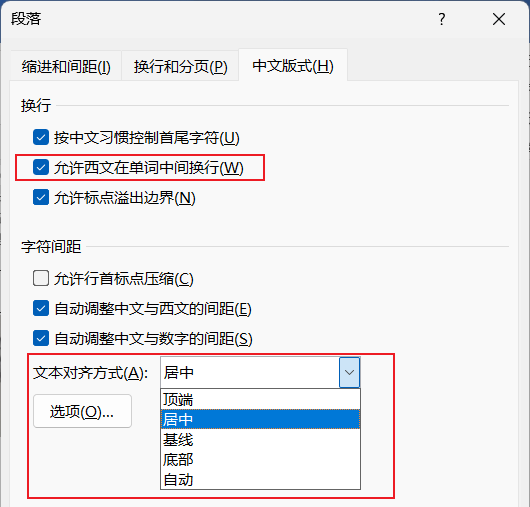 段落 ?
缩进和间距(I) 换行和分页(P) 中文版式(H)
换行
按中文习惯控制首尾字符(U)
允许西文在单词中间换行(W)
允许标点溢出边界(N)
字符间距
允许行首标点压缩(C)
自动调整中文与西文的间距(E)
自动调整中文与数字的间距(S)
文本对齐方式(A): 居中
选项(O)...
顶端
居中
基线
底部
自动